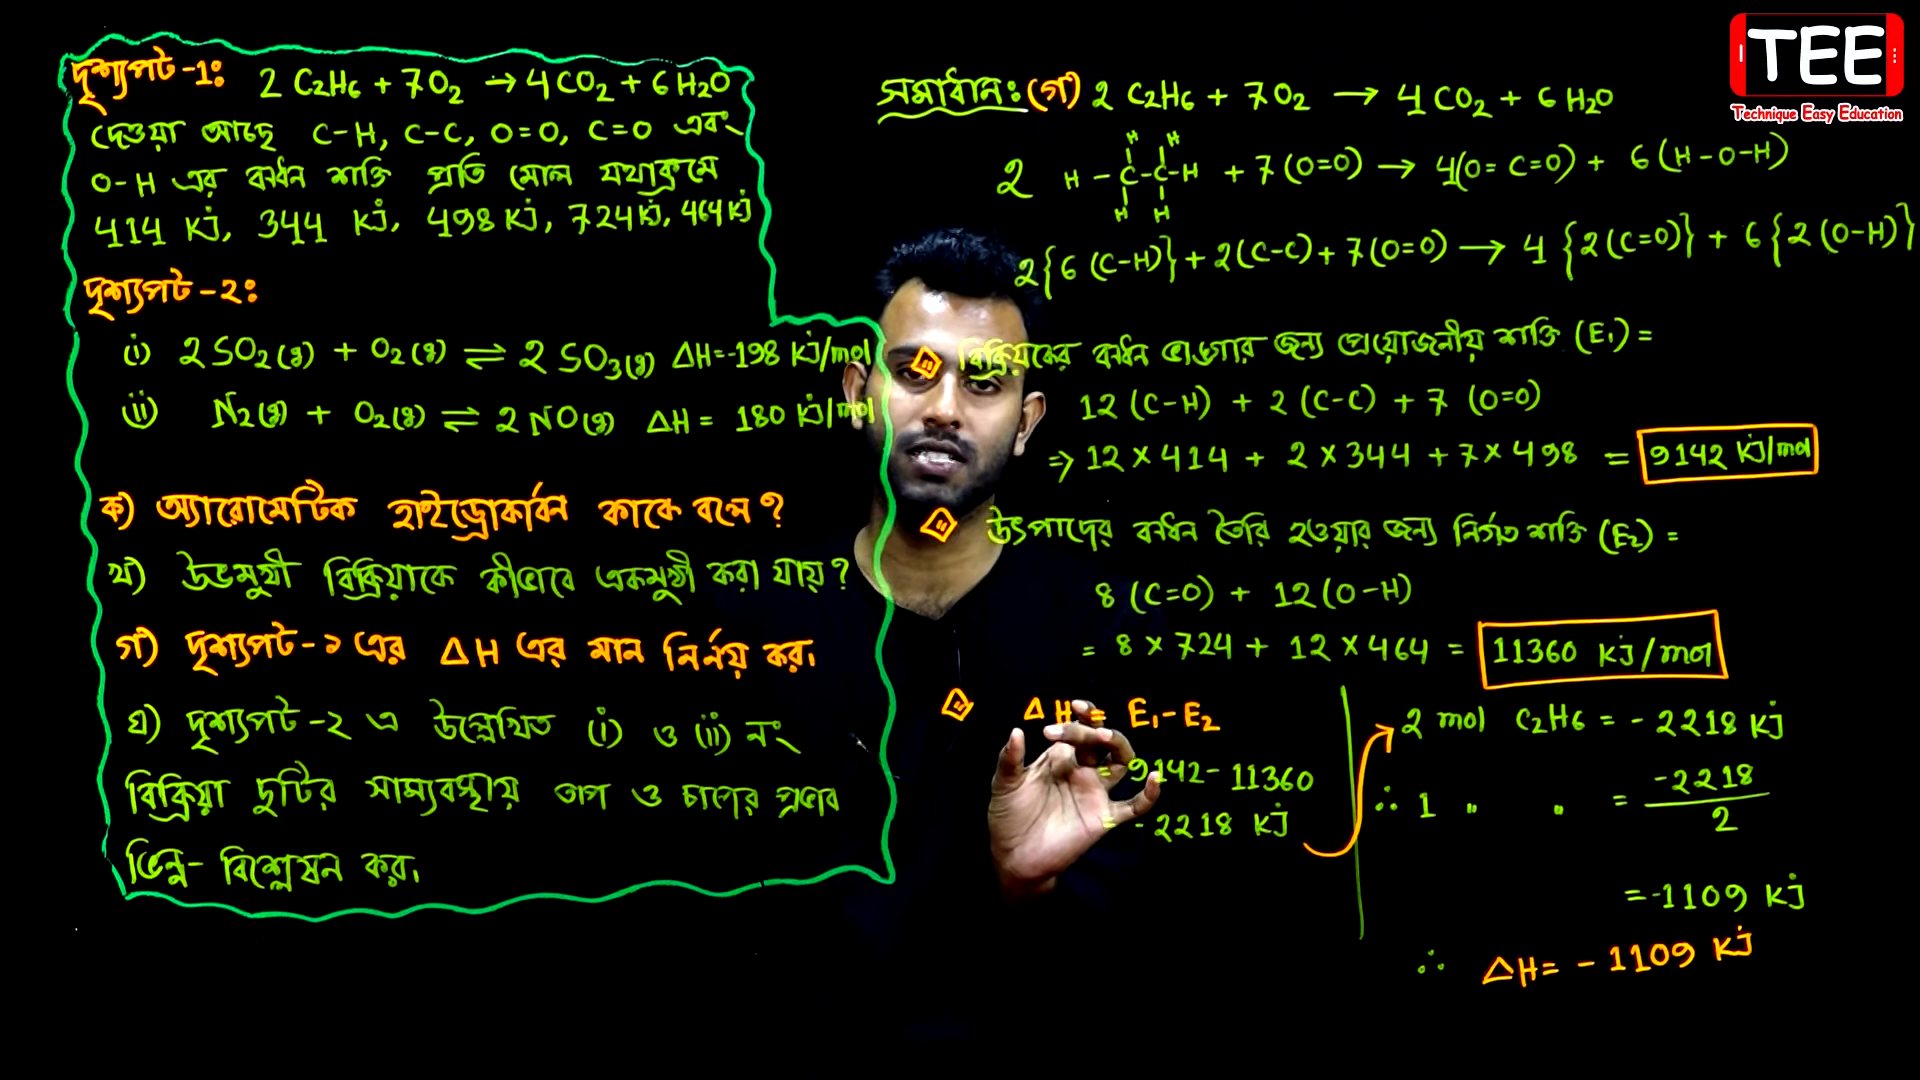 দৃশ্যপট-1: 2 C₂H₆ + 7O₂ → 4CO₂ + 6H₂O
দেওয়া আছে C-H, C-C, O=O, C=O এবং
O-H এর বন্ধন শক্তি প্রতি মোল যথাক্রমে
414 KJ, 344 KJ, 498 KJ, 724 KJ, 464 KJ
দৃশ্যপট-২:
(i) 2SO₂(g) + O₂(g) ⇌ 2SO₃(g) ΔH=-198 KJ/mol
(ii) N₂(g) + O₂(g) ⇌ 2NO(g) ΔH = 180 KJ/mol
ক) অ্যারোমেটিক হাইড্রোকার্বন কাকে বলে?
খ) উভমুখী বিক্রিয়াকে কীভাবে একমুখী করা যায়?
গ) দৃশ্যপট-১ এর ΔH এর মান নির্ণয় কর।
ঘ) দৃশ্যপট-২ এ উল্লেখিত (i) ও (ii) নং
বিক্রিয়া দুটির সাম্যবস্থায় তাপ ও চাপের প্রভাব
ভিন্ন- বিশ্লেষন কর।
সমাধান: (গ) 2 C₂H₆ + 7O₂ → 4CO₂ + 6H₂O
H H
2 H-C-C-H + 7(O=O) → 4(O=C=O) + 6(H-O-H)
H H
2{6(C-H)} + 2(C-C) + 7(O=O) → 4{2(C=O)} + 6{2(O-H)}
বিক্রিয়কের বন্ধন ভাঙ্গার জন্য প্রয়োজনীয় শক্তি (E₁) =
12(C-H) + 2(C-C) + 7(O=O)
⇒ 12×414 + 2×344 + 7×498 = 9142 KJ/mol
উৎপাদের বন্ধন তৈরি হওয়ার জন্য নির্গত শক্তি (E₂) =
8(C=O) + 12(O-H)
= 8×724 + 12×464 = 11360 KJ/mol
ΔH = E₁-E₂
= 9142-11360
= -2218 KJ
2 mol C₂H₆ = -2218 KJ
∴ 1 " " = -2218/2
= -1109 KJ
∴ ΔH = -1109 KJ
TEE
Technique Easy Education